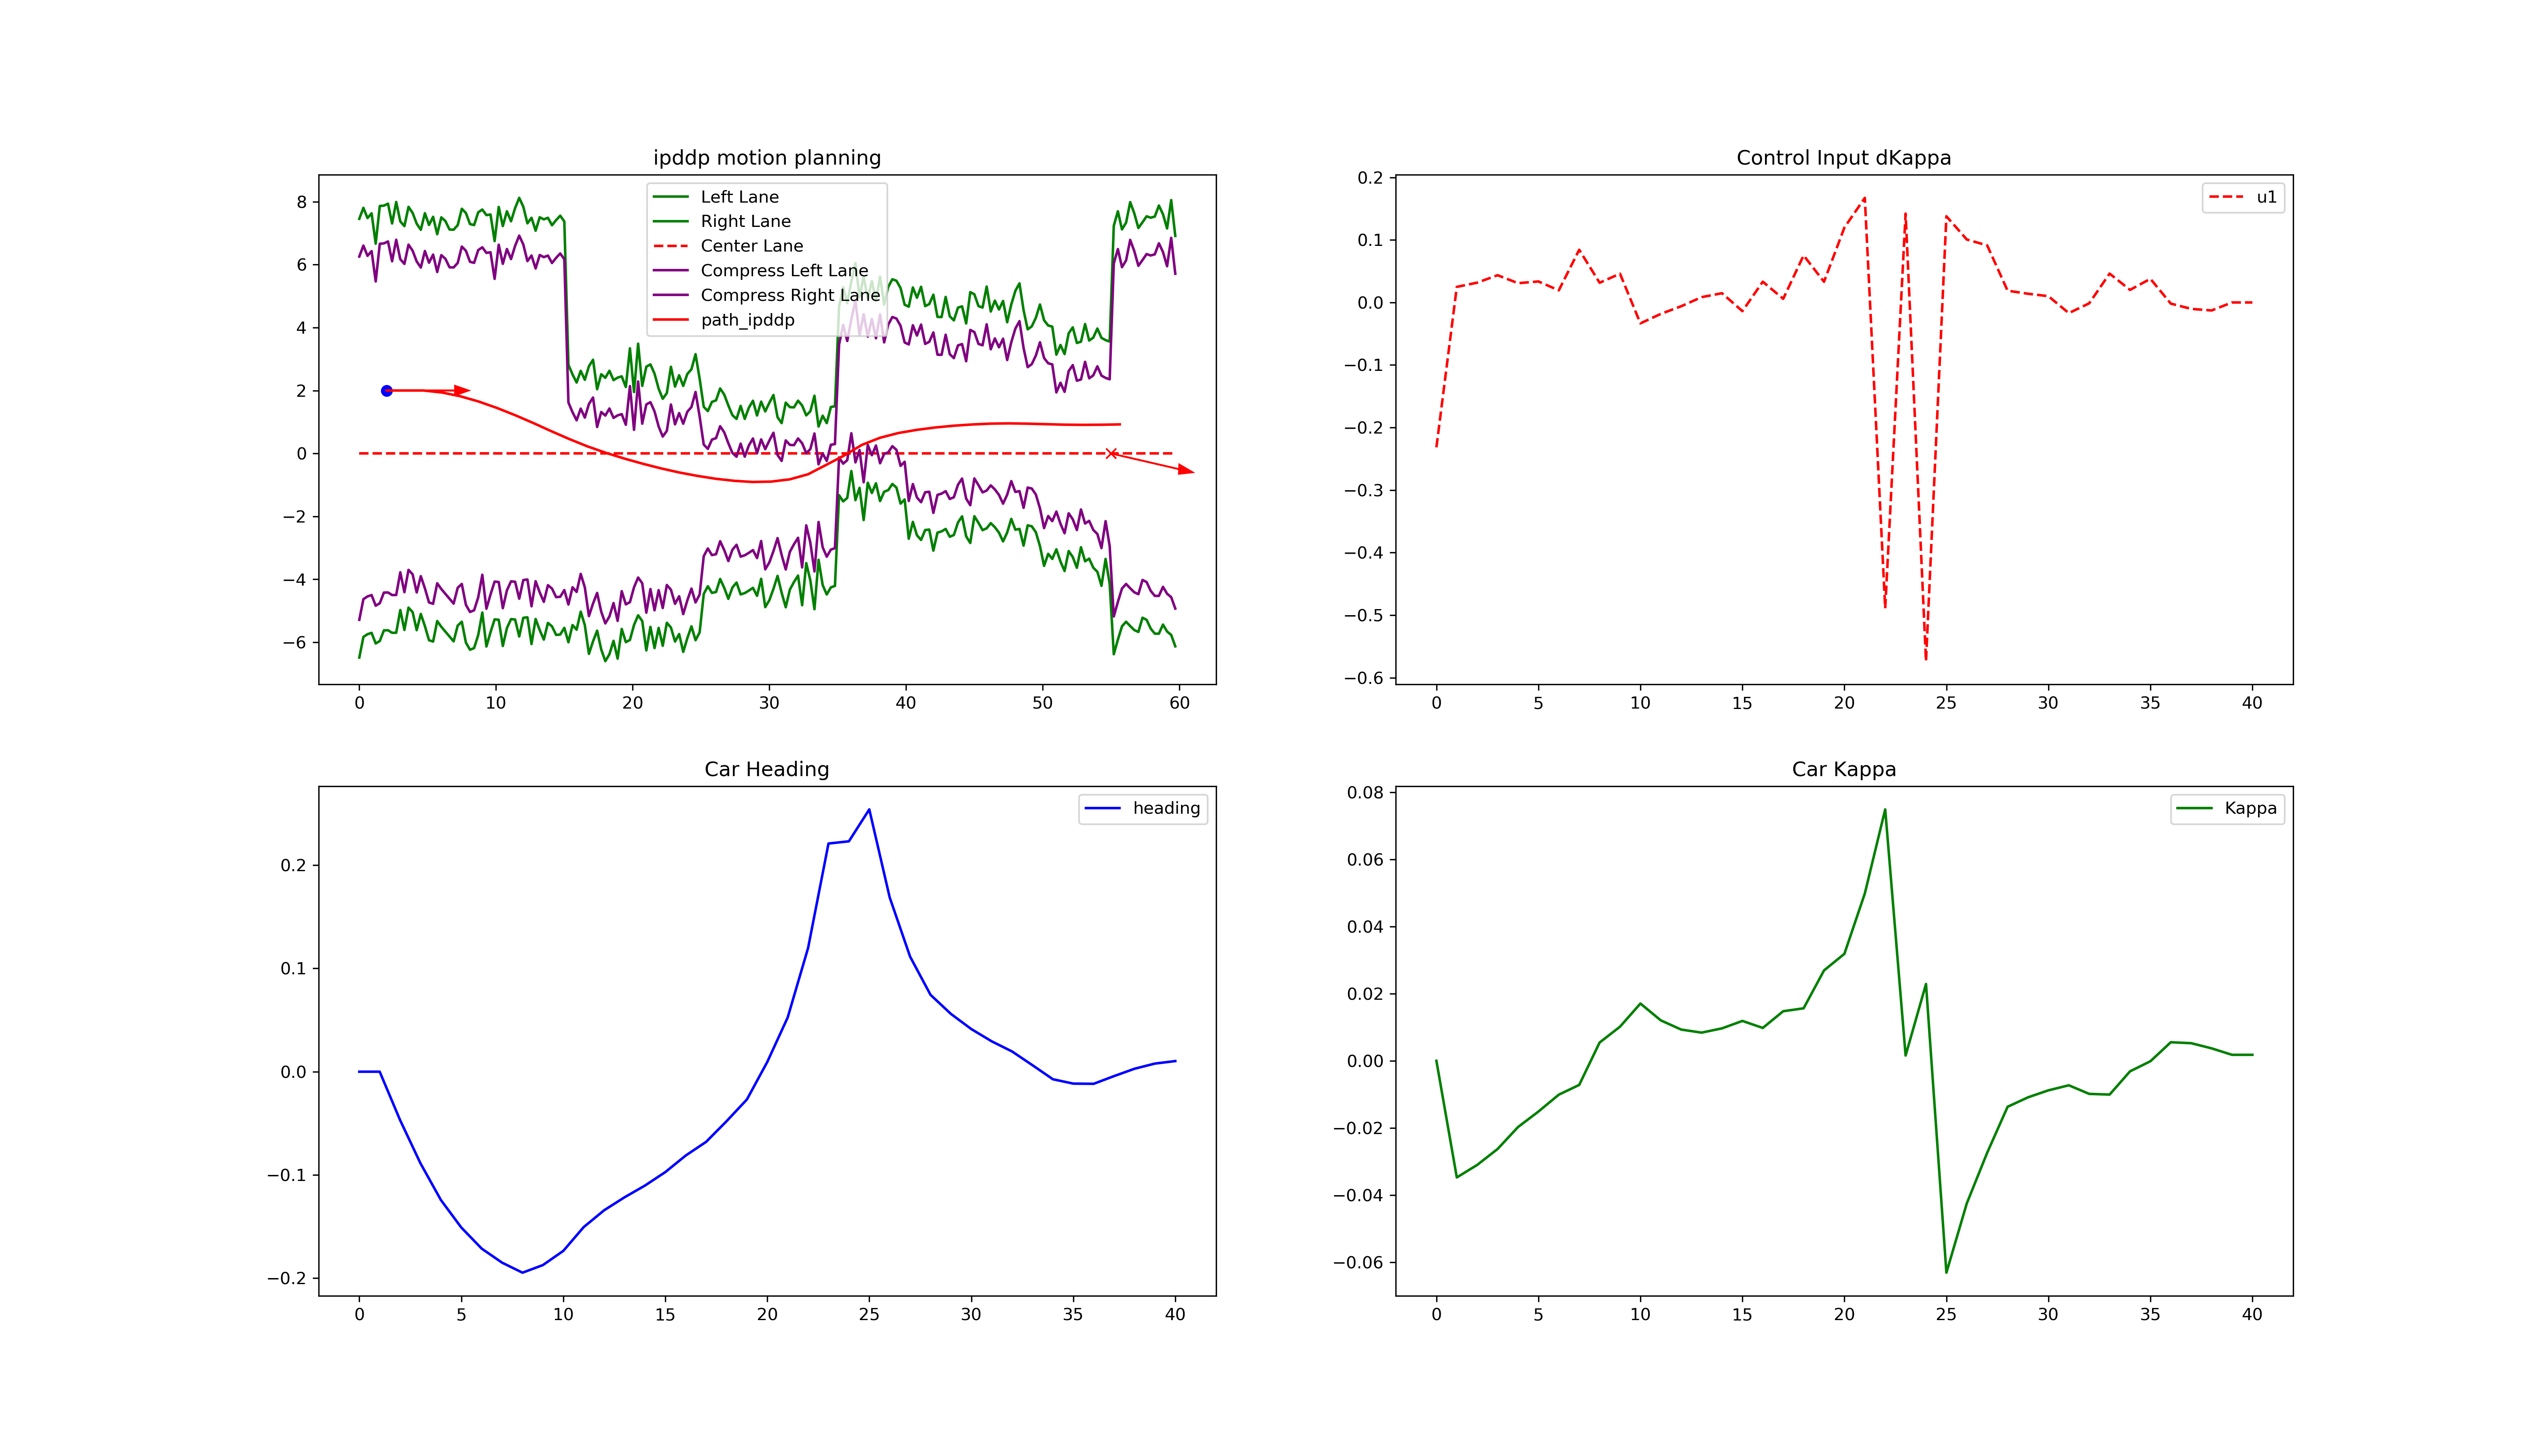 ipddp motion planning
Left Lane
Right Lane
Center Lane
Compress Left Lane
Compress Right Lane
path_ipddp
8
6
4
2
0
−2
−4
−6
0 10 20 30 40 50 60
Control Input dKappa
u1
0.2
0.1
0.0
−0.1
−0.2
−0.3
−0.4
−0.5
−0.6
0 5 10 15 20 25 30 35 40
Car Heading
heading
0.2
0.1
0.0
−0.1
−0.2
0 5 10 15 20 25 30 35 40
Car Kappa
Kappa
0.08
0.06
0.04
0.02
0.00
−0.02
−0.04
−0.06
0 5 10 15 20 25 30 35 40